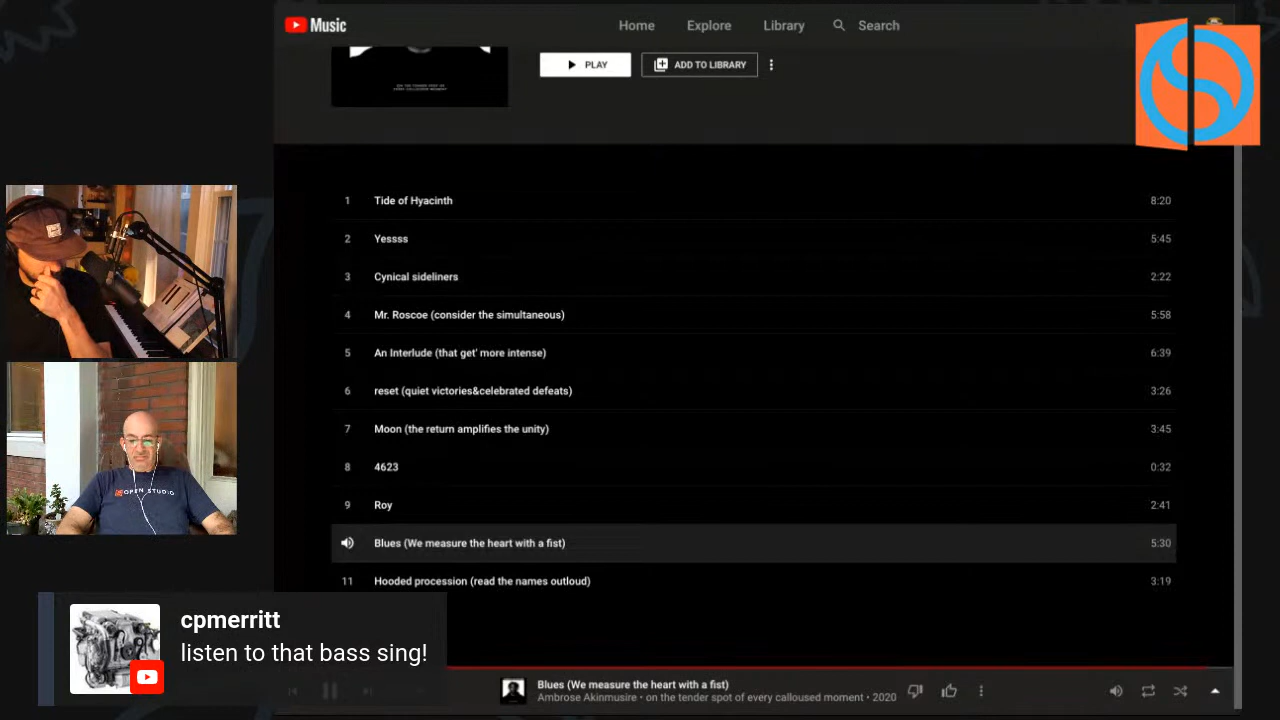 Music
Home
Explore
Library
Search
PLAY
ADD TO LIBRARY
1 Tide of Hyacinth 8:20
2 Yessss 5:45
3 Cynical sideliners 2:22
4 Mr. Roscoe (consider the simultaneous) 5:58
5 An Interlude (that get' more intense) 6:39
6 reset (quiet victories&celebrated defeats) 3:26
7 Moon (the return amplifies the unity) 3:45
8 4623 0:32
9 Roy 2:41
Blues (We measure the heart with a fist) 5:30
11 Hooded procession (read the names outloud) 3:19
OPEN STUDIO
cpmerritt
listen to that bass sing!
Blues (We measure the heart with a fist)
Ambrose Akinmusire • on the tender spot of every calloused moment • 2020